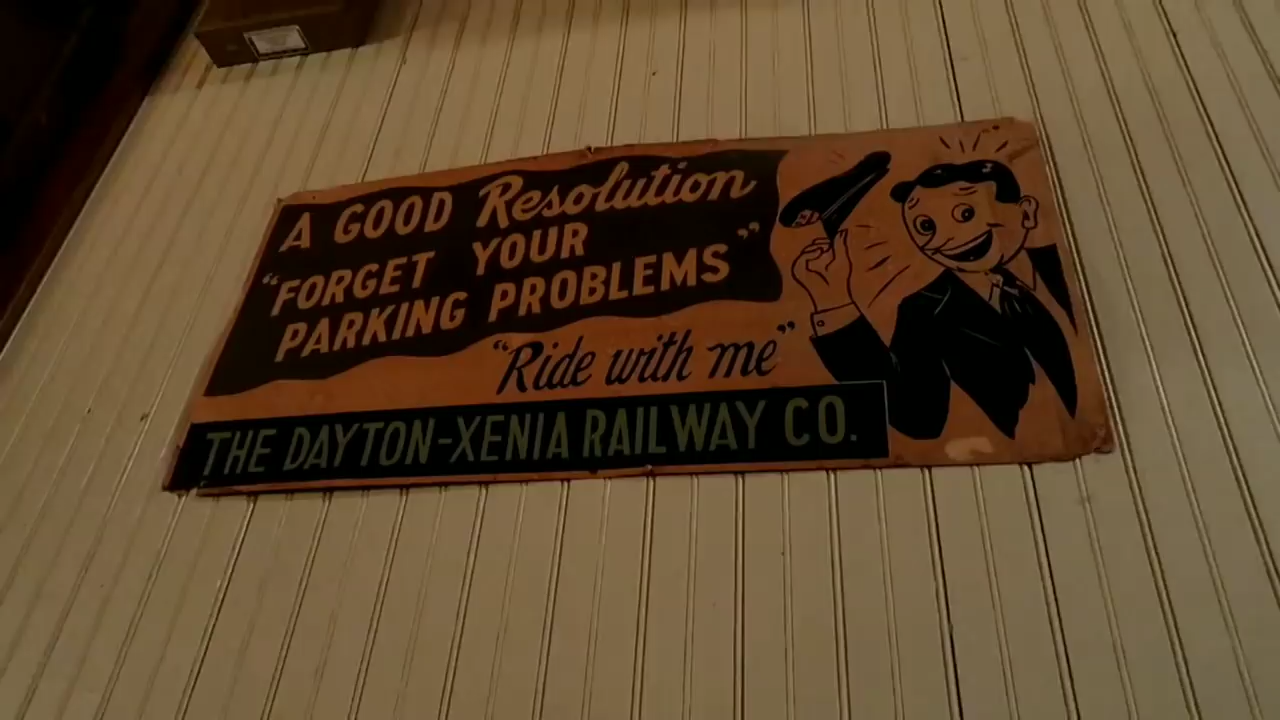 A GOOD Resolution
"FORGET YOUR
PARKING PROBLEMS"
"Ride with me"
THE DAYTON-XENIA RAILWAY CO.